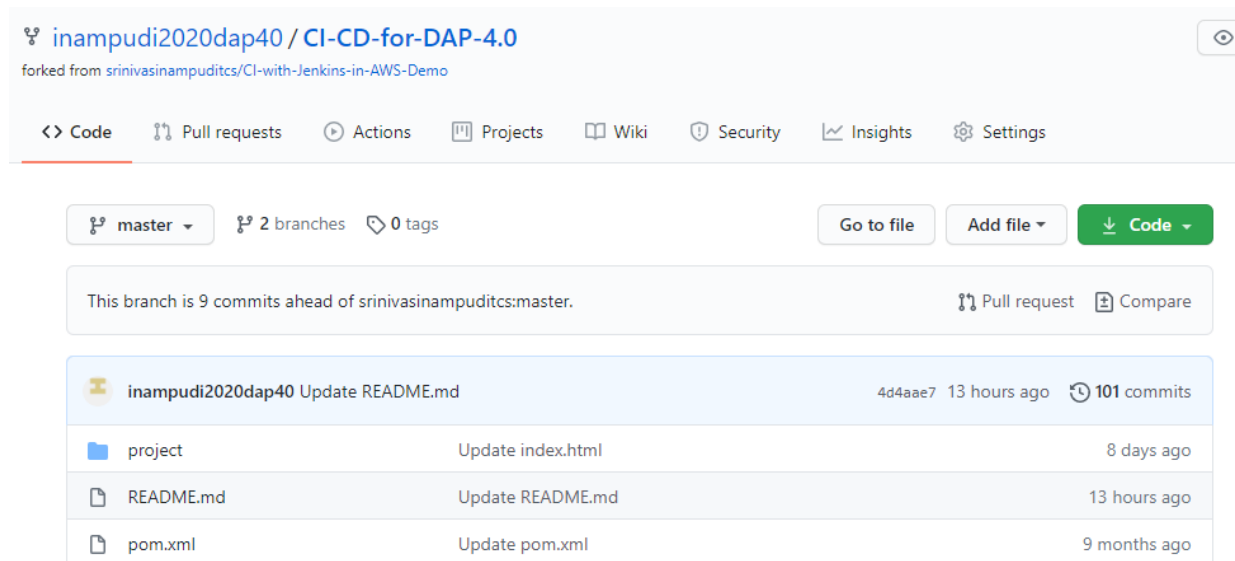 inampudi2020dap40 / CI-CD-for-DAP-4.0
forked from srinivasinampuditcs/CI-with-Jenkins-in-AWS-Demo
<> Code Pull requests Actions Projects Wiki Security Insights Settings
master 2 branches 0 tags Go to file Add file Code
This branch is 9 commits ahead of srinivasinampuditcs:master. Pull request Compare
inampudi2020dap40 Update README.md 4d4aae7 13 hours ago 101 commits
project Update index.html 8 days ago
README.md Update README.md 13 hours ago
pom.xml Update pom.xml 9 months ago